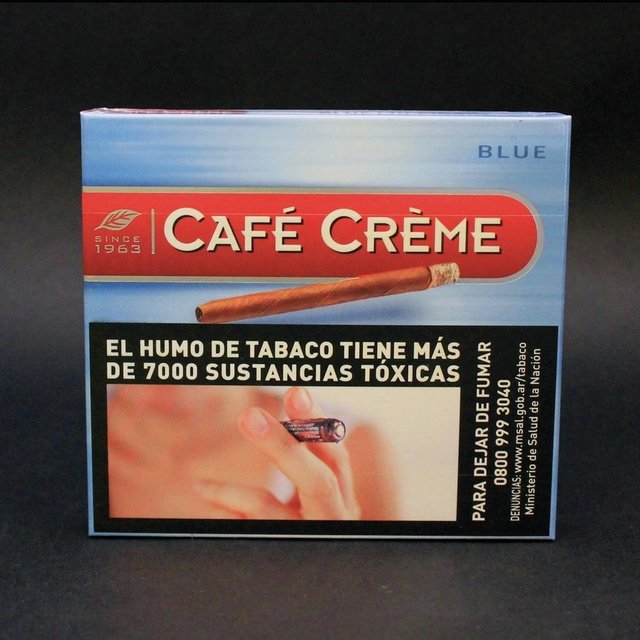 BLUE
SINCE
1963
CAFÉ CRÈME
EL HUMO DE TABACO TIENE MÁS
DE 7000 SUSTANCIAS TÓXICAS
PARA DEJAR DE FUMAR
0800 999 3040
DENUNCIAS: www.msal.gob.ar/tabaco
Ministerio de Salud de la Nación